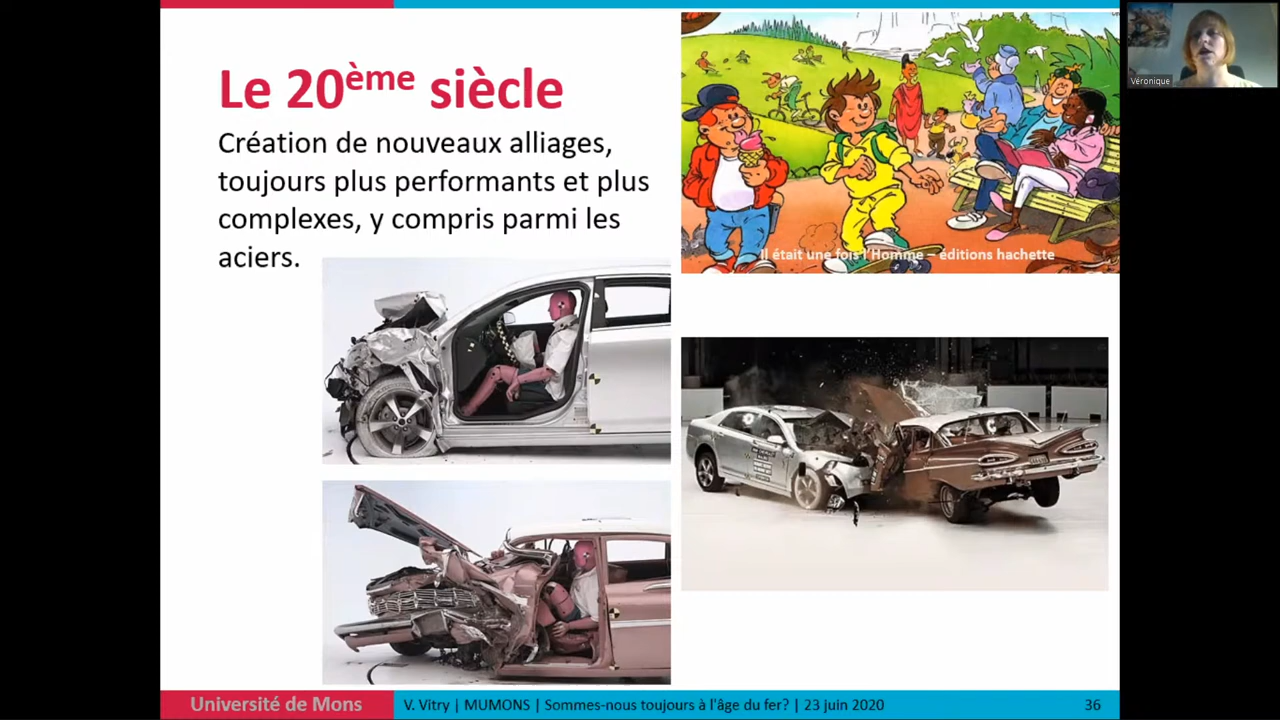 Le 20ème siècle
Création de nouveaux alliages,
toujours plus performants et plus
complexes, y compris parmi les
aciers.
Il était une fois l'Homme – éditions hachette
Véronique
Université de Mons
V. Vitry | MUMONS | Sommes-nous toujours à l'âge du fer? | 23 juin 2020
36